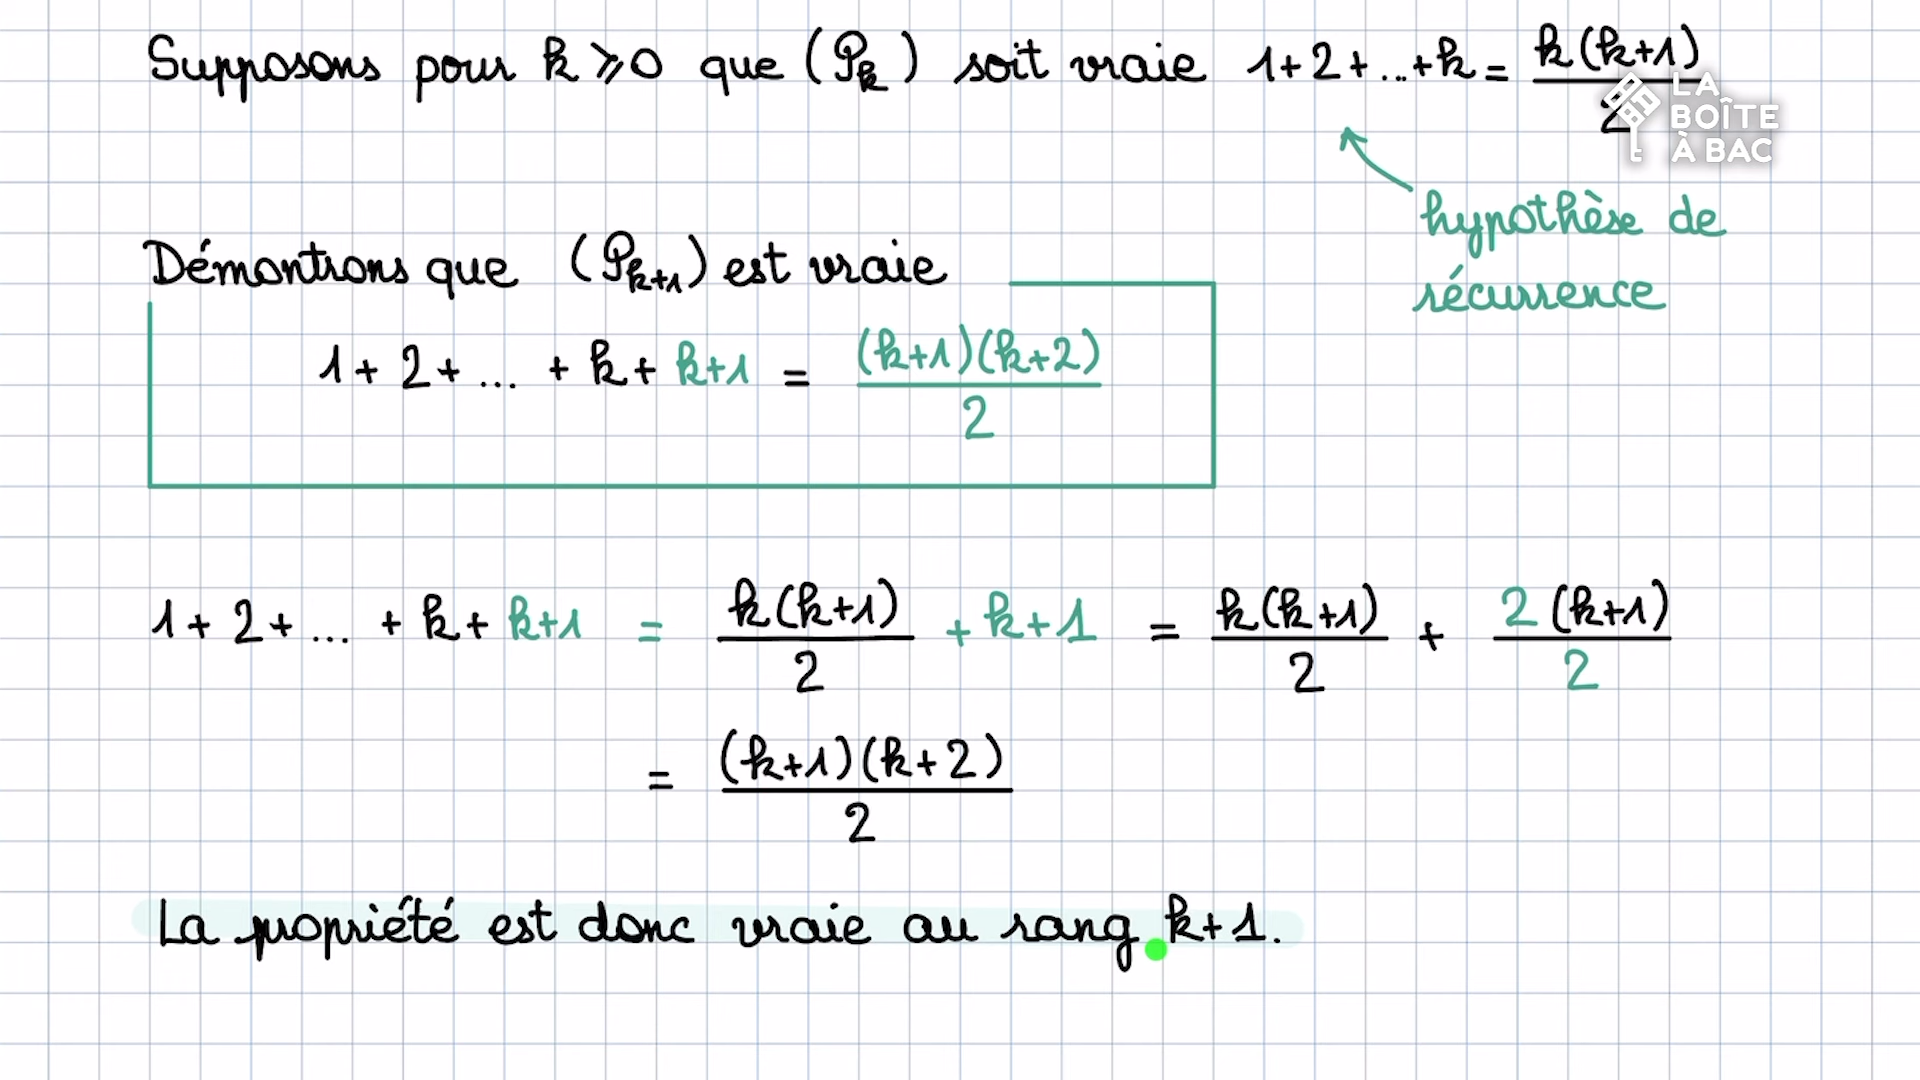 Supposons pour k ⩾ 0 que (P_k) soit vraie 1+2+...+k = k(k+1)/2
LA
BOÎTE
À BAC
hypothèse de
récurrence
Démontrons que (P_{k+1}) est vraie
1+2+... +k+k+1 = (k+1)(k+2)/2
1+2+... +k+k+1 = k(k+1)/2 + k+1 = k(k+1)/2 + 2(k+1)/2
= (k+1)(k+2)/2
La propriété est donc vraie au rang k+1.